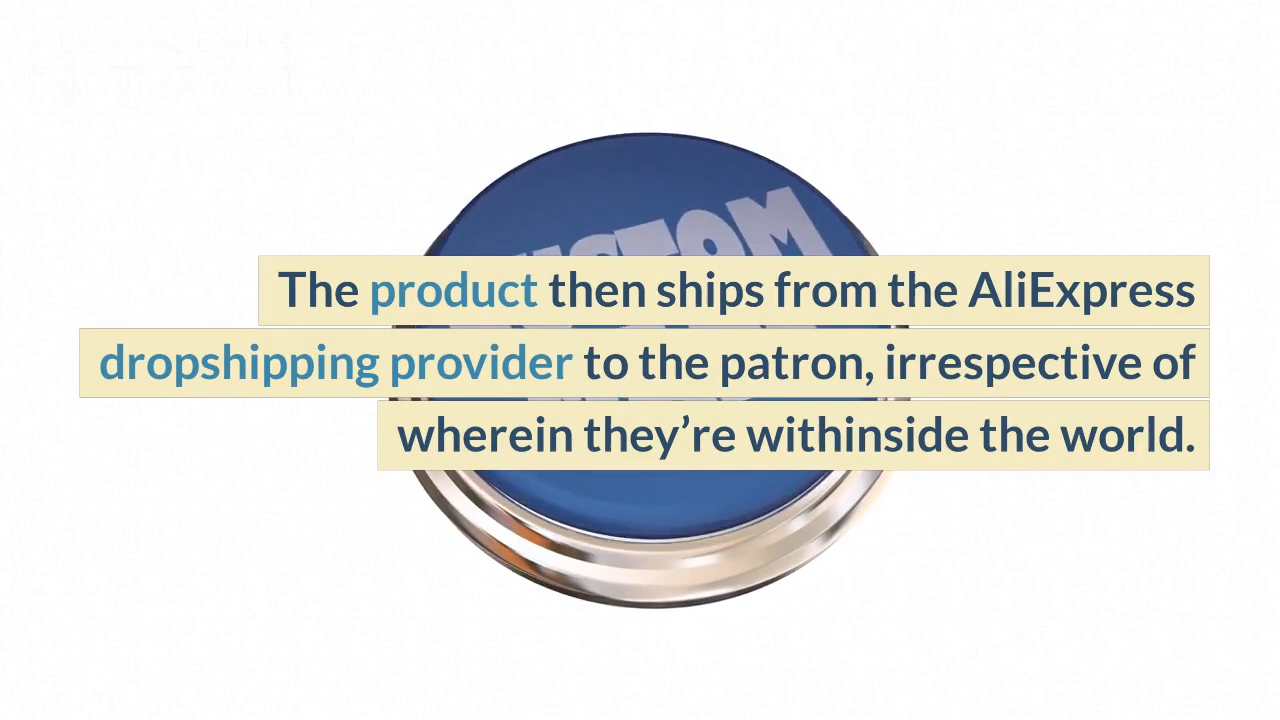 The product then ships from the AliExpress
dropshipping provider to the patron, irrespective of
wherein they’re withinside the world.